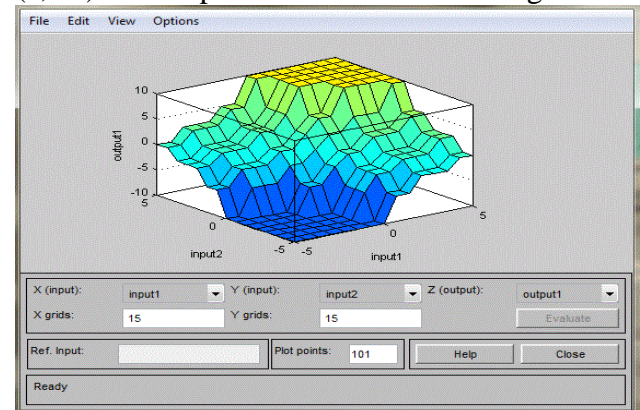 File Edit View Options
10
5
0
-5
-10
output1
5
0
-5
input2
-5
0
5
input1
X (input): input1 Y (input): input2 Z (output): output1
X grids: 15 Y grids: 15 Evaluate
Ref. Input: Plot points: 101 Help Close
Ready